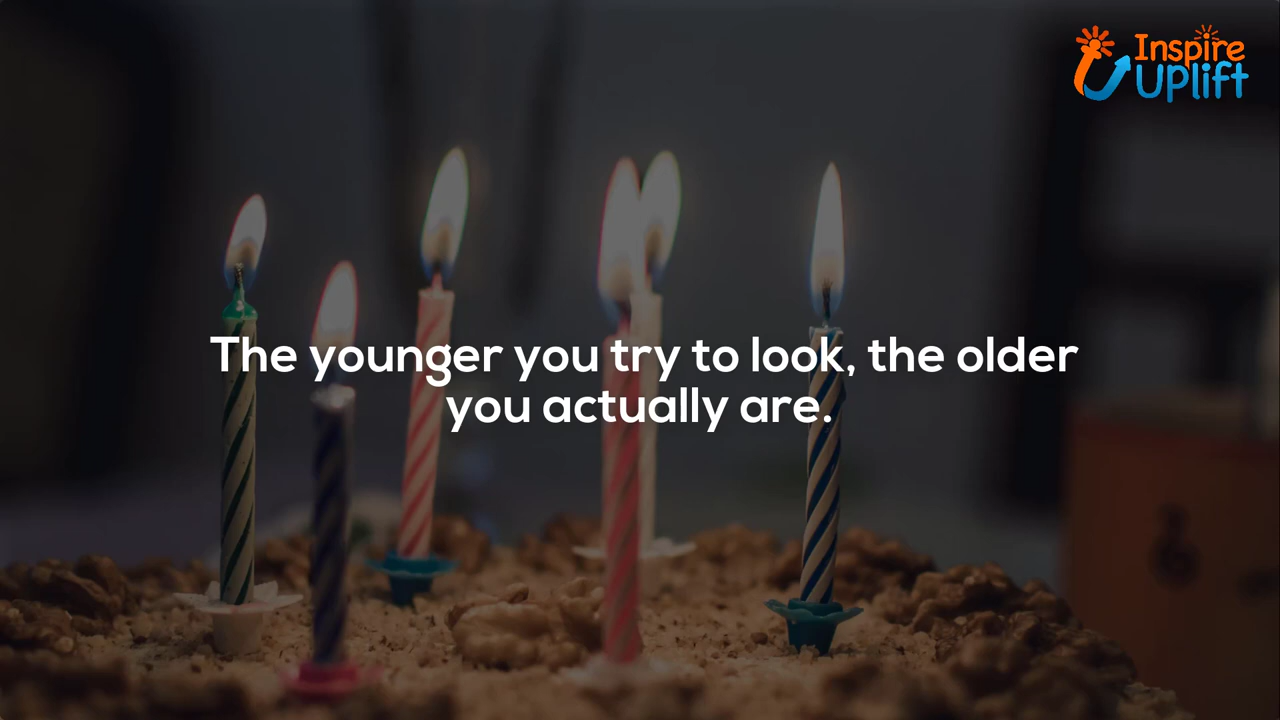 Inspire
Uplift
The younger you try to look, the older
you actually are.